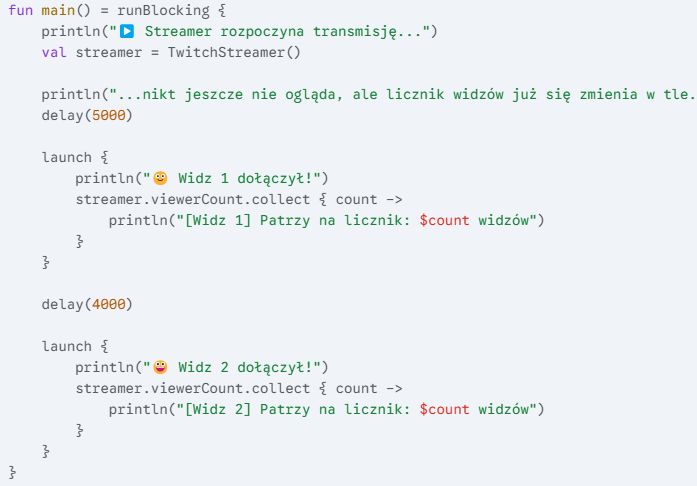 fun main() = runBlocking {
    println("▶️ Streamer rozpoczyna transmisję...")
    val streamer = TwitchStreamer()

    println("...nikt jeszcze nie ogląda, ale licznik widzów już się zmienia w tle.
    delay(5000)

    launch {
        println("🙂 Widz 1 dołączył!")
        streamer.viewerCount.collect { count ->
            println("[Widz 1] Patrzy na licznik: $count widzów")
        }
    }

    delay(4000)

    launch {
        println("😀 Widz 2 dołączył!")
        streamer.viewerCount.collect { count ->
            println("[Widz 2] Patrzy na licznik: $count widzów")
        }
    }
}